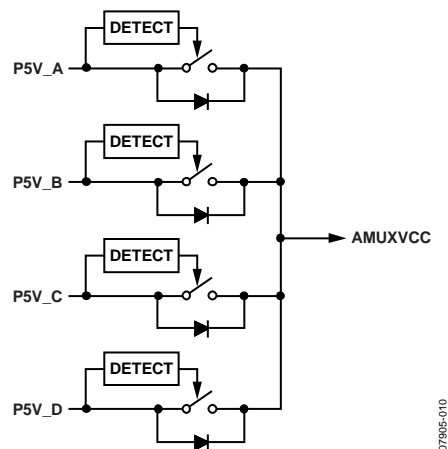 DETECT
P5V_A
DETECT
P5V_B
AMUXVCC
DETECT
P5V_C
DETECT
P5V_D
07905-010